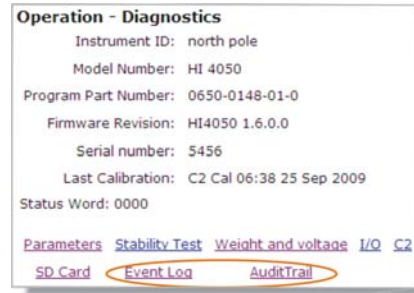 Operation - Diagnostics
Instrument ID: north pole
Model Number: HI 4050
Program Part Number: 0650-0148-01-0
Firmware Revision: HI4050 1.6.0.0
Serial number: 5456
Last Calibration: C2 Cal 06:38 25 Sep 2009
Status Word: 0000
Parameters Stability Test Weight and voltage I/O C2
SD Card Event Log AuditTrail